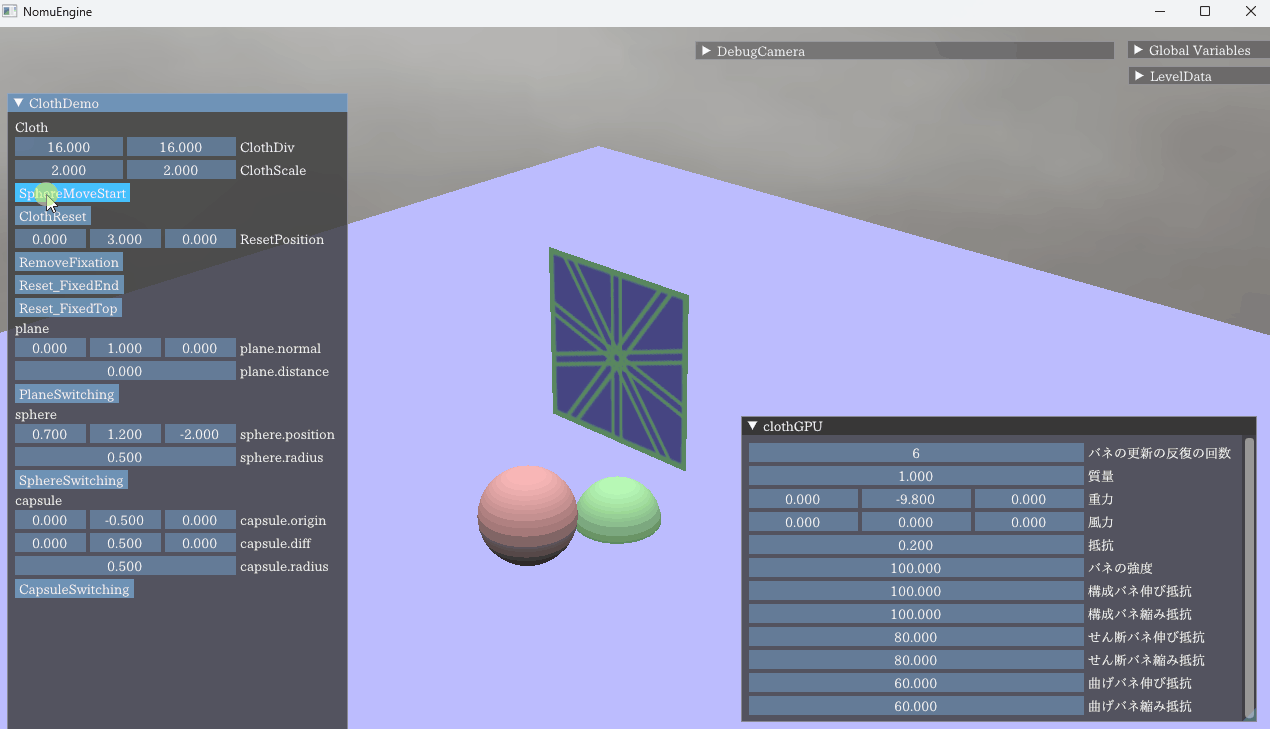 NomuEngine
DebugCamera
Global Variables
LevelData
ClothDemo
Cloth
16.000 16.000 ClothDiv
2.000 2.000 ClothScale
SphereMoveStart
ClothReset
0.000 3.000 0.000 ResetPosition
RemoveFixation
Reset_FixedEnd
Reset_FixedTop
plane
0.000 1.000 0.000 plane.normal
0.000 plane.distance
PlaneSwitching
sphere
0.700 1.200 -2.000 sphere.position
0.500 sphere.radius
SphereSwitching
capsule
0.000 -0.500 0.000 capsule.origin
0.000 0.500 0.000 capsule.diff
0.500 capsule.radius
CapsuleSwitching
clothGPU
6 バネの更新の反復の回数
1.000 質量
0.000 -9.800 0.000 重力
0.000 0.000 0.000 風力
0.200 抵抗
100.000 バネの強度
100.000 構成バネ伸び抵抗
100.000 構成バネ縮み抵抗
80.000 せん断バネ伸び抵抗
80.000 せん断バネ縮み抵抗
60.000 曲げバネ伸び抵抗
60.000 曲げバネ縮み抵抗